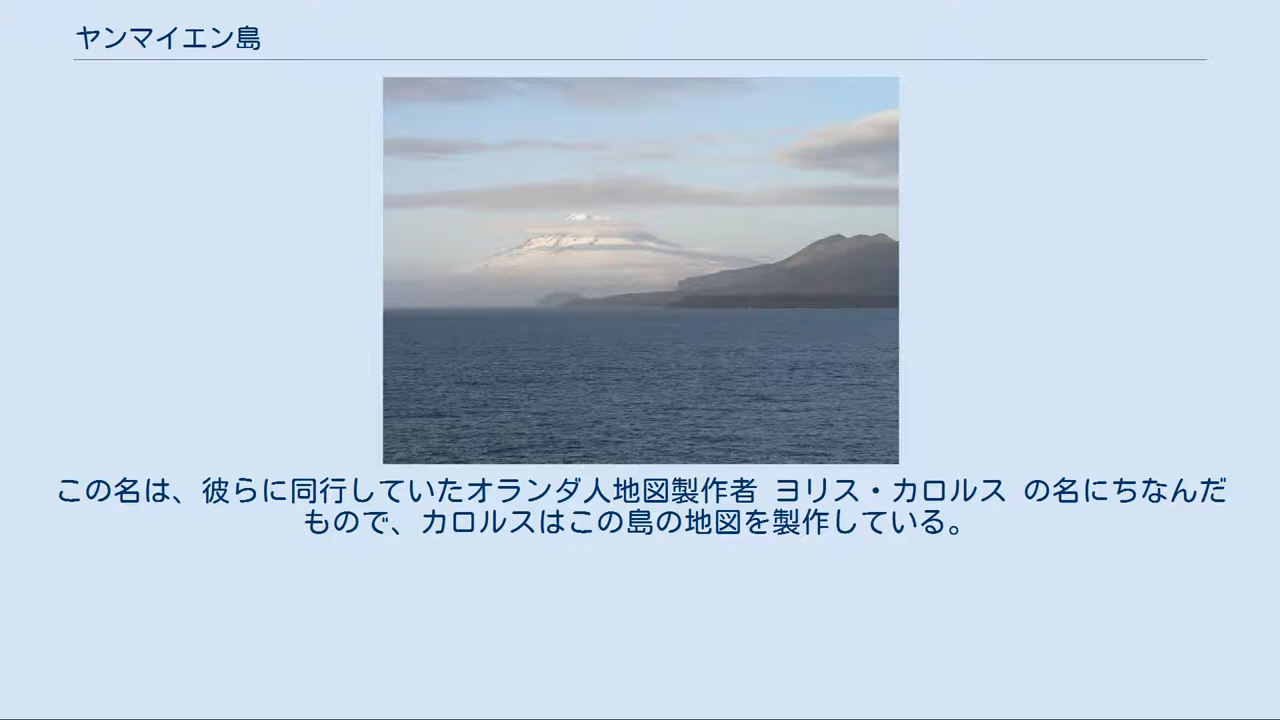 ヤンマイエン島
この名は、彼らに同行していたオランダ人地図製作者 ヨリス・カロルス の名にちなんだ
もので、カロルスはこの島の地図を製作している。